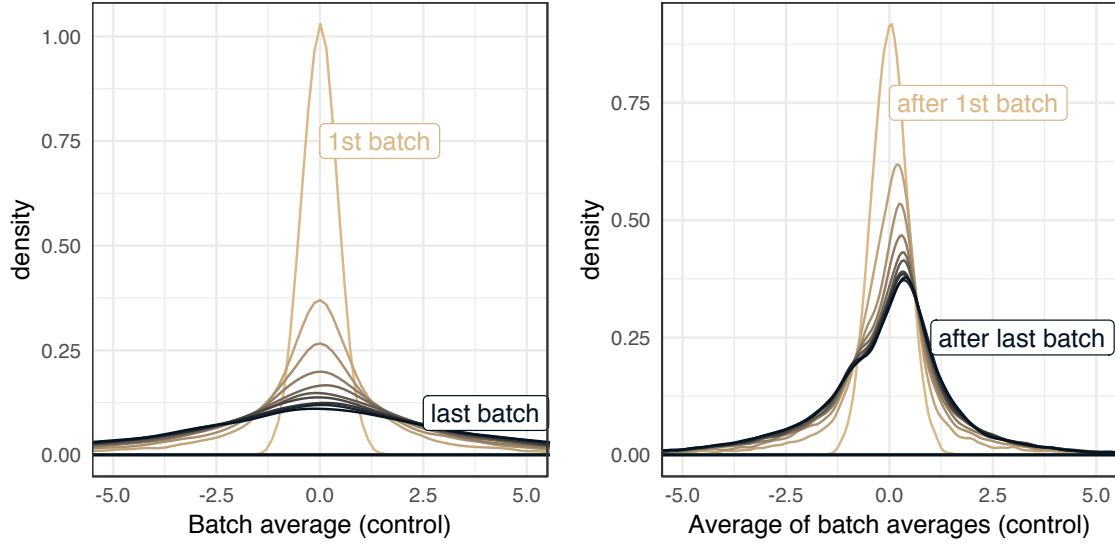 1.00
0.75
0.50
0.25
0.00
density
1st batch
last batch
-5.0 -2.5 0.0 2.5 5.0
Batch average (control)
0.75
0.50
0.25
0.00
density
after 1st batch
after last batch
-5.0 -2.5 0.0 2.5 5.0
Average of batch averages (control)